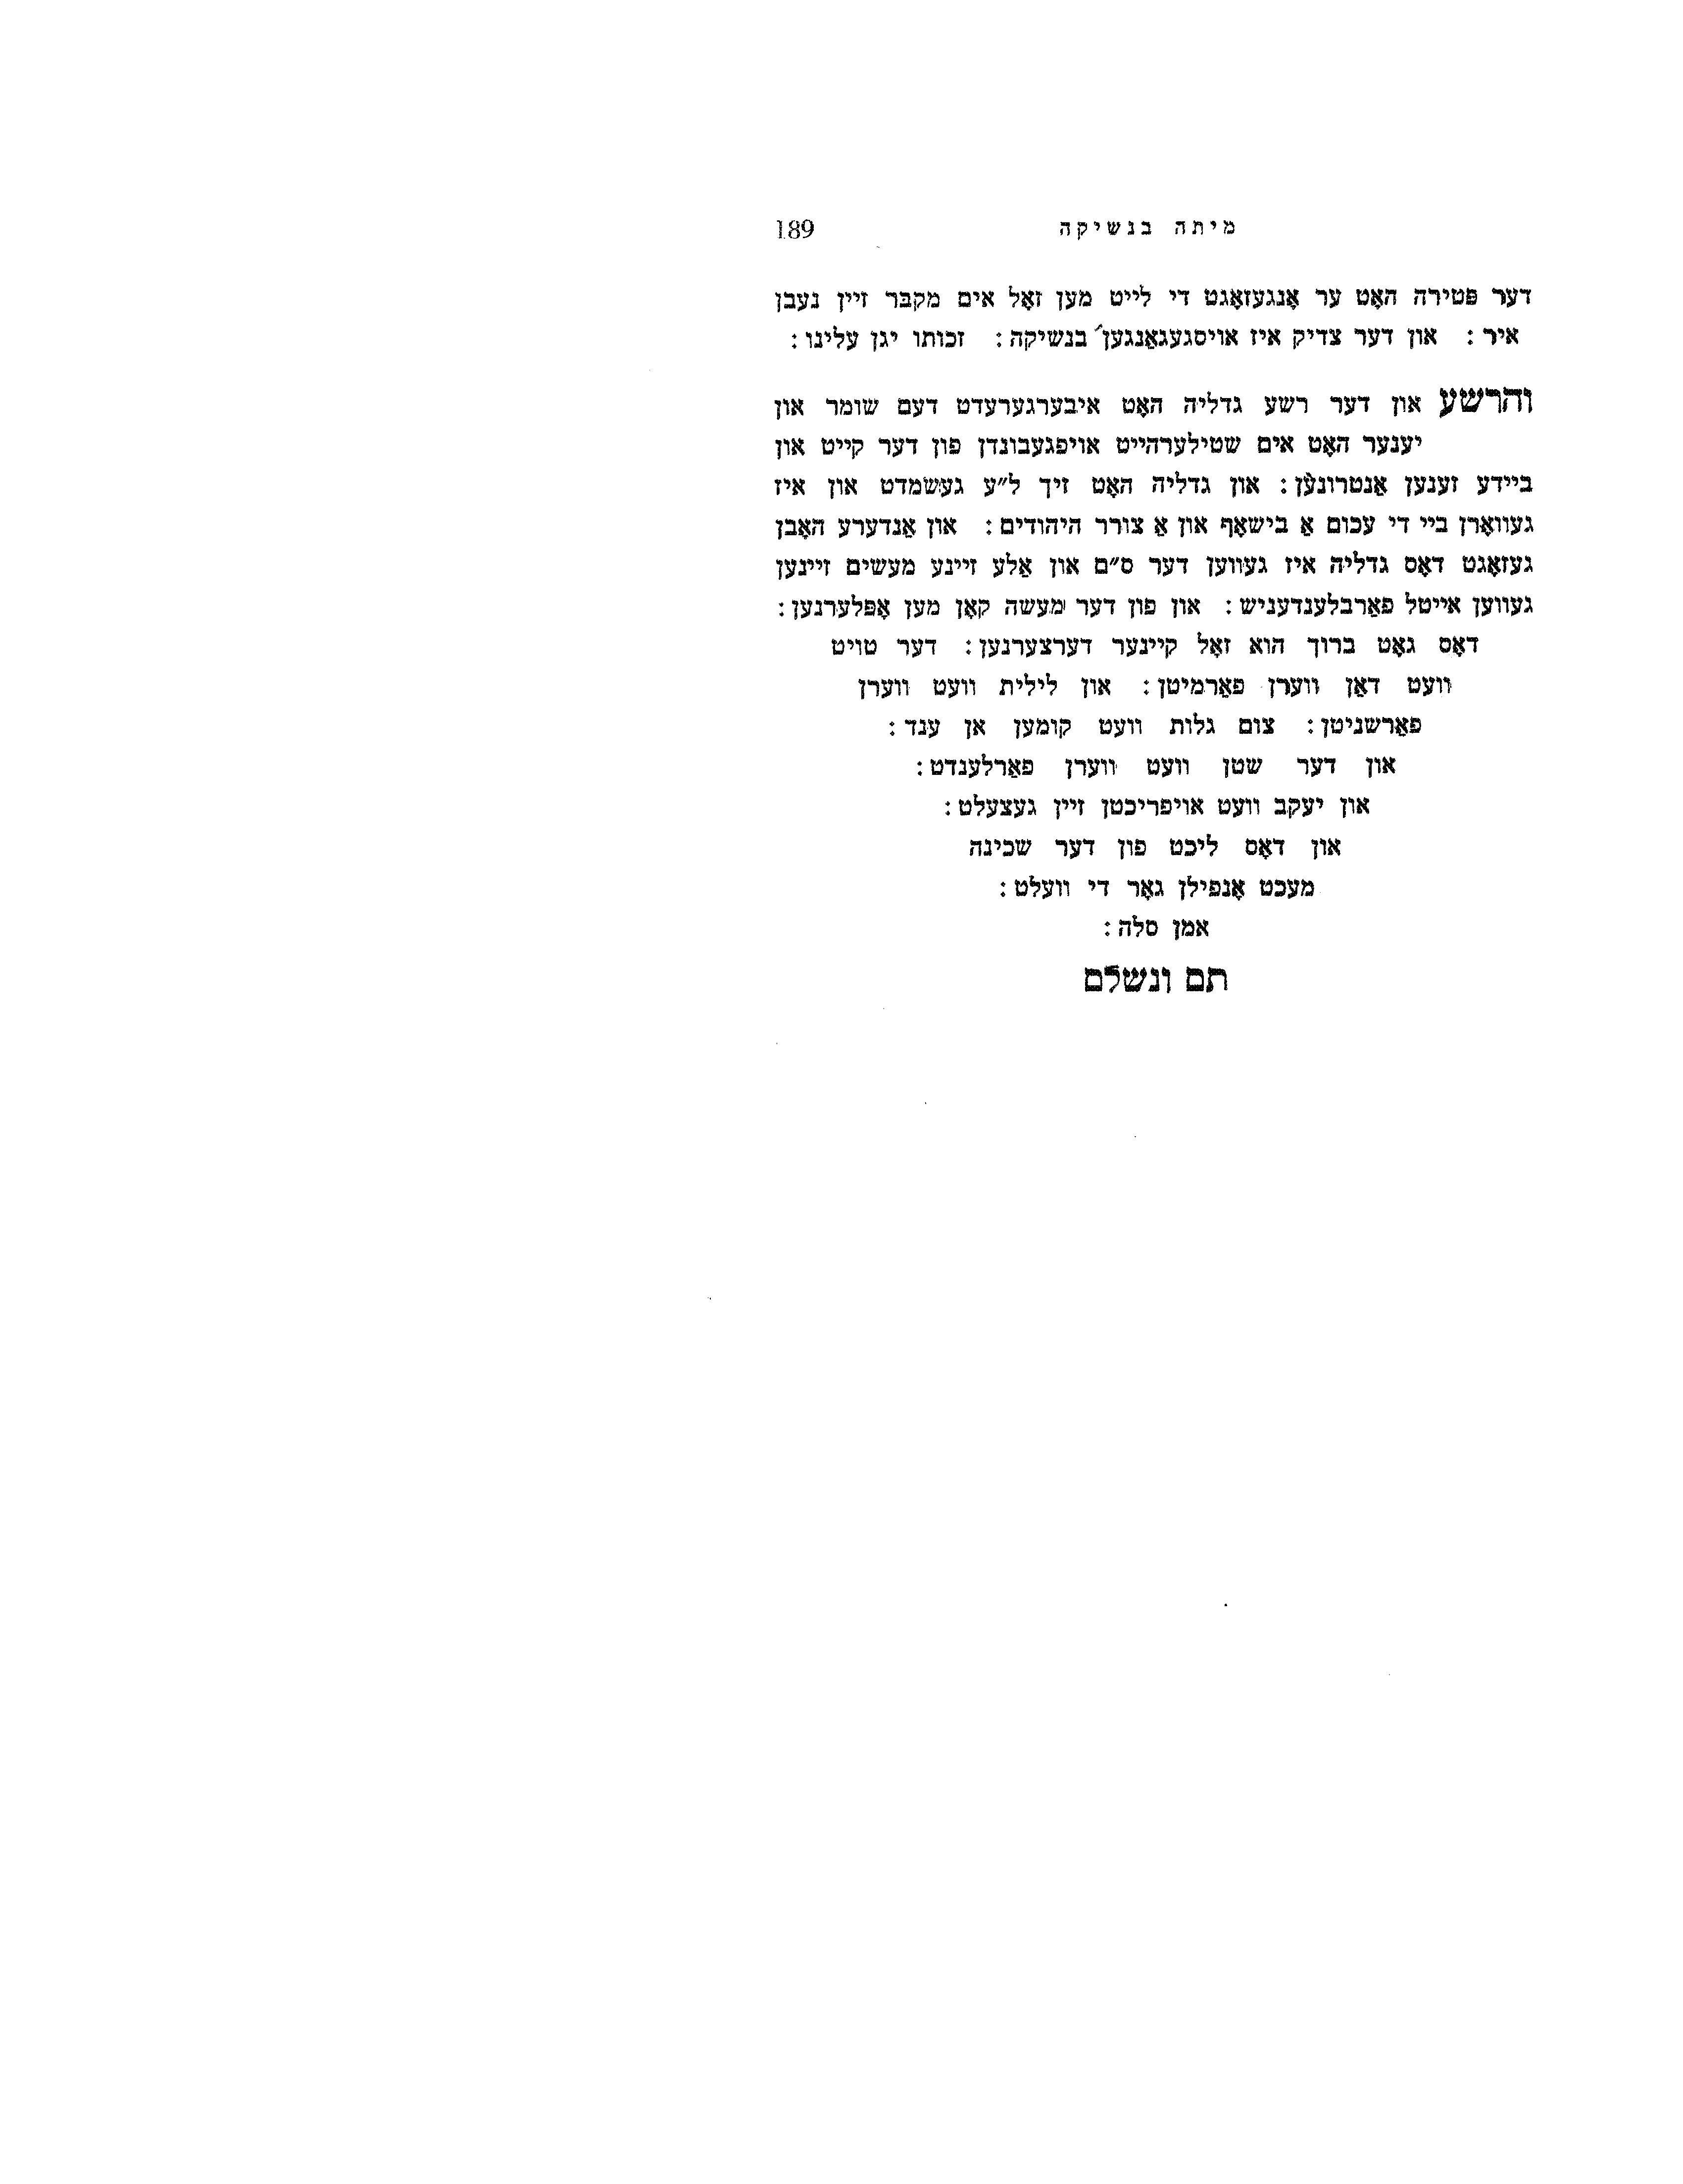 מיתה בנשיקה 189
דער פטירה האָט ער אָנגעזאָגט די לייט מען זאָל אים מקבר זיין נעבן
איר : און דער צדיק איז אויסגעגאַנגען בנשיקה : זכותו יגן עלינו :
והרשע און דער רשע גדליה האָט איבערגערעדט דעם שומר און
יענער האָט אים שטילערהייט אויפגעבונדן פון דער קייט און
ביידע זענען אַנטרונען : און גדליה האָט זיך ל״ע געשמדט און איז
געוואָרן ביי די עכום אַ בישאָף און אַ צורר היהודים : און אַנדערע האָבן
געזאָגט דאָס גדליה איז געווען דער ס״ם און אַלע זיינע מעשים זיינען
געווען אייטל פאַרבלענדעניש : און פון דער מעשה קאָן מען אָפּלערנען :
דאָס גאָט ברוך הוא זאָל קיינער דערצערנען : דער טויט
וועט דאַן ווערן פאַרמיטן : און לילית וועט ווערן
פאַרשניטן : צום גלות וועט קומען אן ענד :
און דער שטן וועט ווערן פאַרלענדט :
און יעקב וועט אויפריכטן זיין געצעלט :
און דאָס ליכט פון דער שכינה
מעכט אָנפילן גאָר די וועלט :
אמן סלה :
תם ונשלם